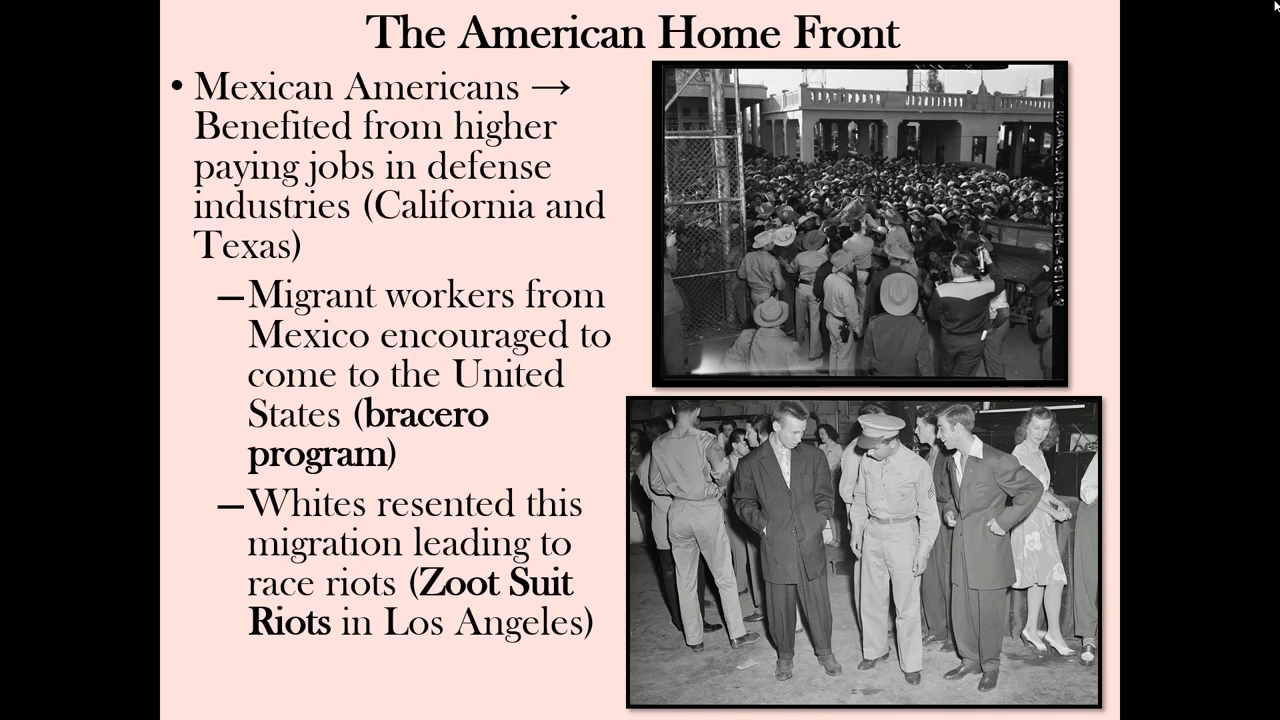 The American Home Front
• Mexican Americans →
Benefited from higher
paying jobs in defense
industries (California and
Texas)
–Migrant workers from
Mexico encouraged to
come to the United
States (bracero
program)
–Whites resented this
migration leading to
race riots (Zoot Suit
Riots in Los Angeles)